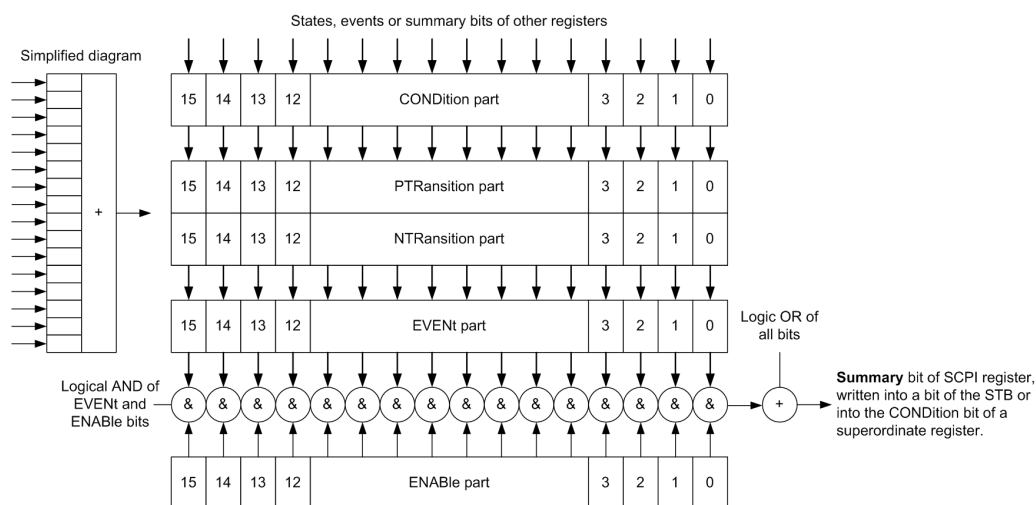 States, events or summary bits of other registers
Simplified diagram
15 14 13 12 CONDition part 3 2 1 0
15 14 13 12 PTRansition part 3 2 1 0
+
15 14 13 12 NTRansition part 3 2 1 0
15 14 13 12 EVENt part 3 2 1 0
Logic OR of
all bits
Logical AND of
EVENt and
ENABle bits
& & & & & & & & & & & & & & & & +
Summary bit of SCPI register,
written into a bit of the STB or
into the CONDition bit of a
superordinate register.
15 14 13 12 ENABle part 3 2 1 0